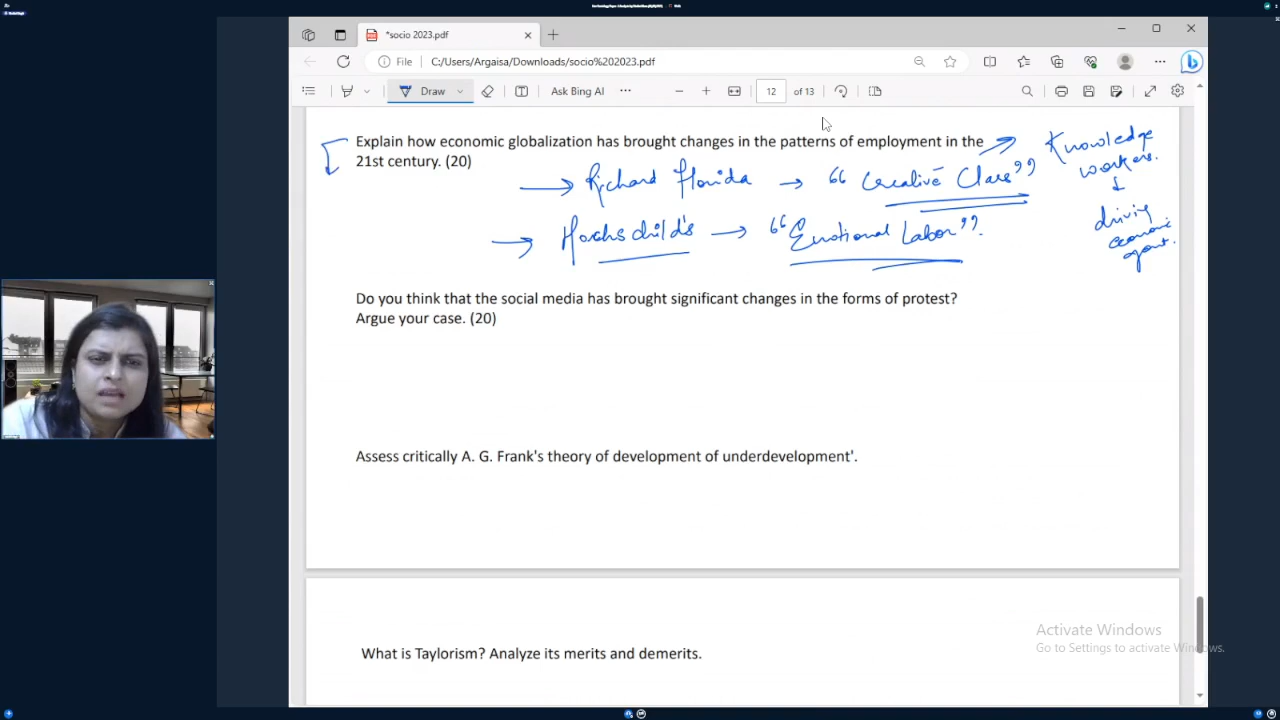 *socio 2023.pdf
File C:/Users/Argaisa/Downloads/socio%202023.pdf
Draw Ask Bing AI 12 of 13
Explain how economic globalization has brought changes in the patterns of employment in the
21st century. (20)
Knowledge
workers.
→ Richard Florida → "Creative Class"
driving
economic
agent.
→ Hochschild's → "Emotional Labor".
Do you think that the social media has brought significant changes in the forms of protest?
Argue your case. (20)
Assess critically A. G. Frank's theory of development of underdevelopment'.
What is Taylorism? Analyze its merits and demerits.
Activate Windows
Go to Settings to activate Windows.